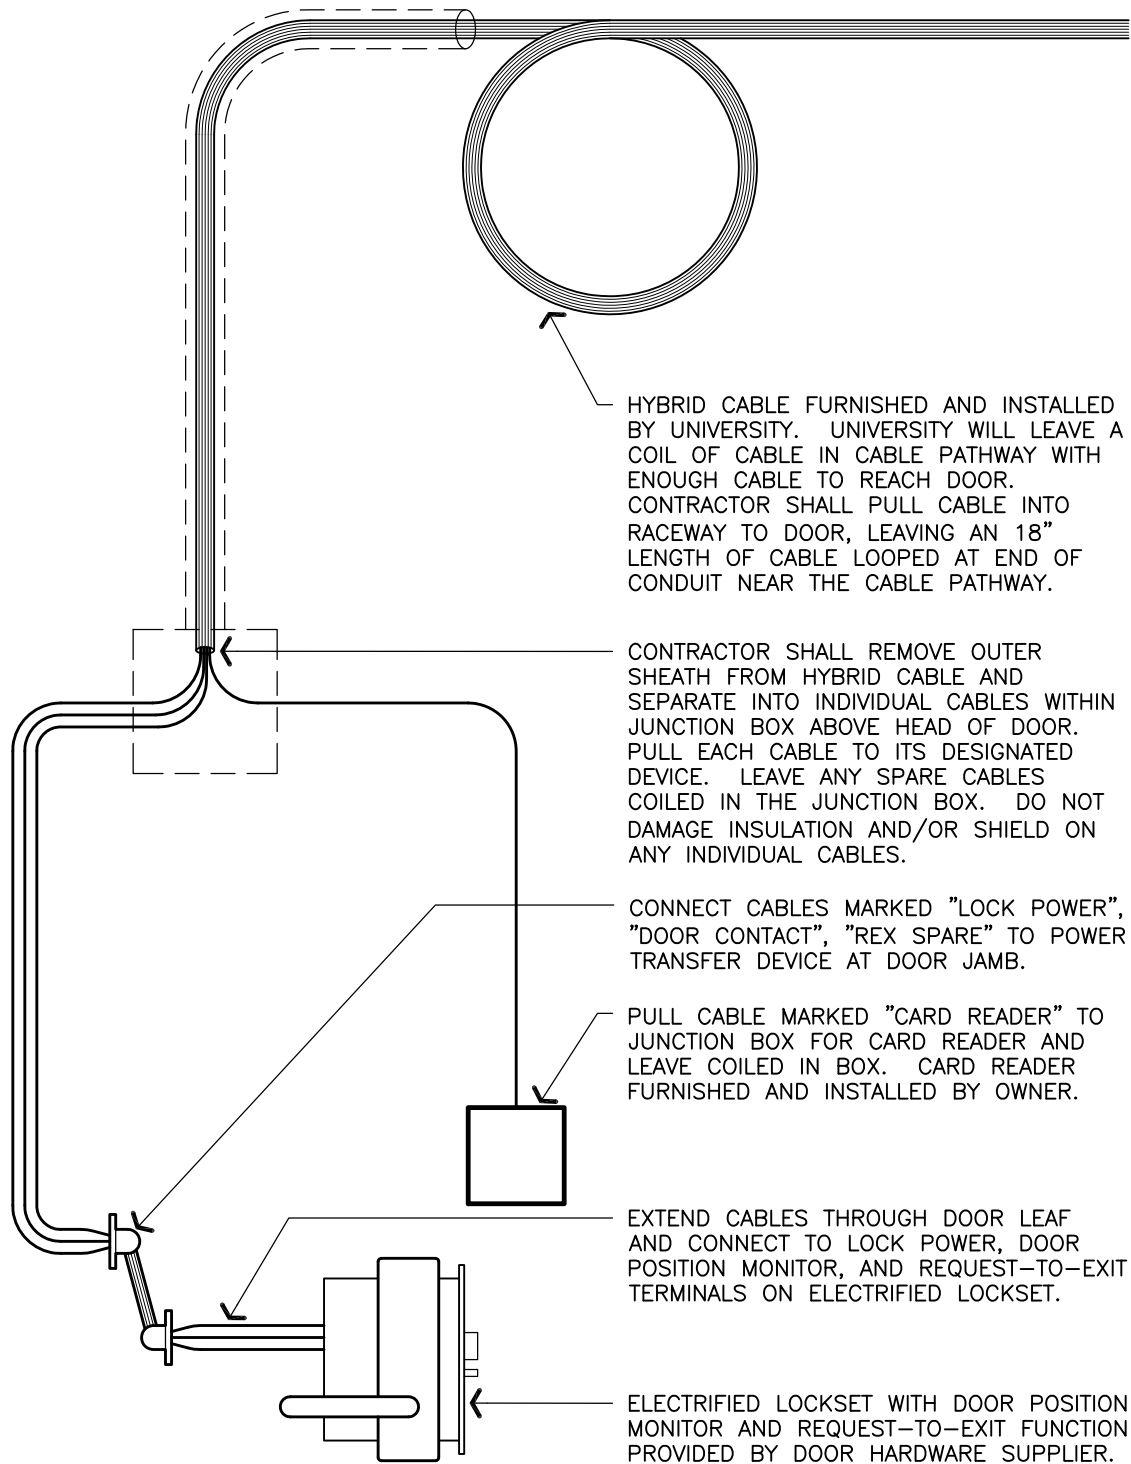 HYBRID CABLE FURNISHED AND INSTALLED
BY UNIVERSITY. UNIVERSITY WILL LEAVE A
COIL OF CABLE IN CABLE PATHWAY WITH
ENOUGH CABLE TO REACH DOOR.
CONTRACTOR SHALL PULL CABLE INTO
RACEWAY TO DOOR, LEAVING AN 18"
LENGTH OF CABLE LOOPED AT END OF
CONDUIT NEAR THE CABLE PATHWAY.
CONTRACTOR SHALL REMOVE OUTER
SHEATH FROM HYBRID CABLE AND
SEPARATE INTO INDIVIDUAL CABLES WITHIN
JUNCTION BOX ABOVE HEAD OF DOOR.
PULL EACH CABLE TO ITS DESIGNATED
DEVICE. LEAVE ANY SPARE CABLES
COILED IN THE JUNCTION BOX. DO NOT
DAMAGE INSULATION AND/OR SHIELD ON
ANY INDIVIDUAL CABLES.
CONNECT CABLES MARKED "LOCK POWER",
"DOOR CONTACT", "REX SPARE" TO POWER
TRANSFER DEVICE AT DOOR JAMB.
PULL CABLE MARKED "CARD READER" TO
JUNCTION BOX FOR CARD READER AND
LEAVE COILED IN BOX. CARD READER
FURNISHED AND INSTALLED BY OWNER.
EXTEND CABLES THROUGH DOOR LEAF
AND CONNECT TO LOCK POWER, DOOR
POSITION MONITOR, AND REQUEST-TO-EXIT
TERMINALS ON ELECTRIFIED LOCKSET.
ELECTRIFIED LOCKSET WITH DOOR POSITION
MONITOR AND REQUEST-TO-EXIT FUNCTION
PROVIDED BY DOOR HARDWARE SUPPLIER.